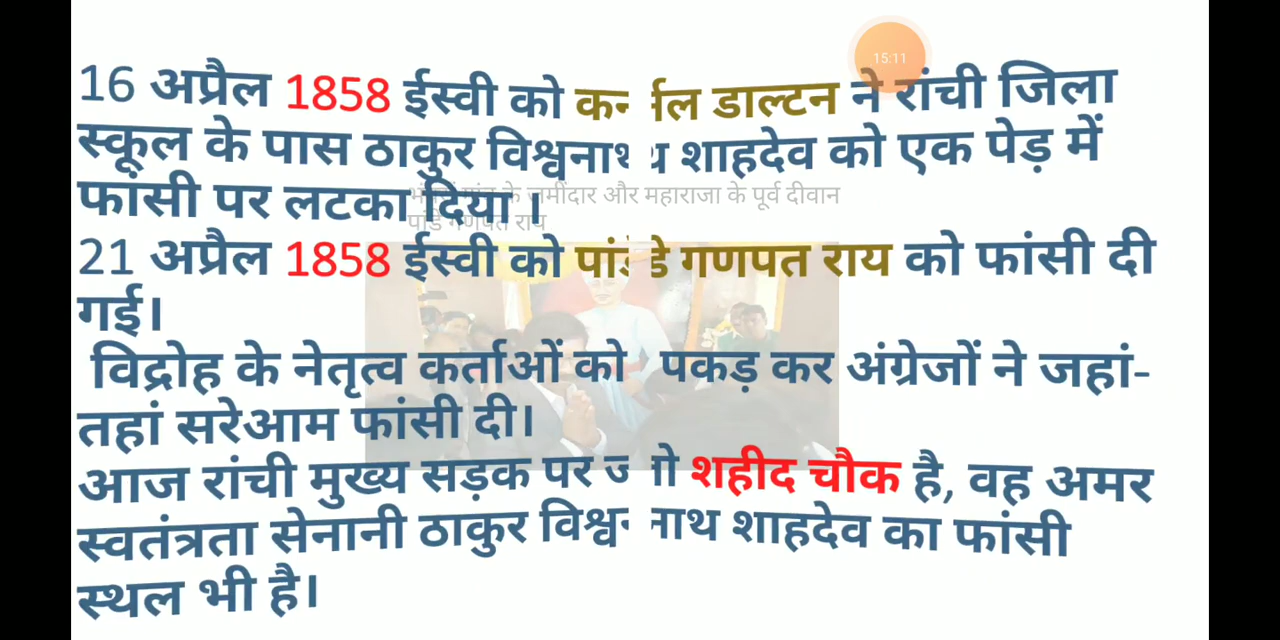 15:11
16 अप्रैल 1858 ईस्वी को कर्नल डाल्टन ने रांची जिला
स्कूल के पास ठाकुर विश्वनाथ शाहदेव को एक पेड़ में
फांसी पर लटका दिया ।
के जमींदार और महाराजा के पूर्व दीवान
पांडे गणपत राय
21 अप्रैल 1858 ईस्वी को पांडे गणपत राय को फांसी दी
गई।
विद्रोह के नेतृत्व कर्ताओं को पकड़ कर अंग्रेजों ने जहां-
तहां सरेआम फांसी दी।
आज रांची मुख्य सड़क पर जो शहीद चौक है, वह अमर
स्वतंत्रता सेनानी ठाकुर विश्वनाथ शाहदेव का फांसी
स्थल भी है।